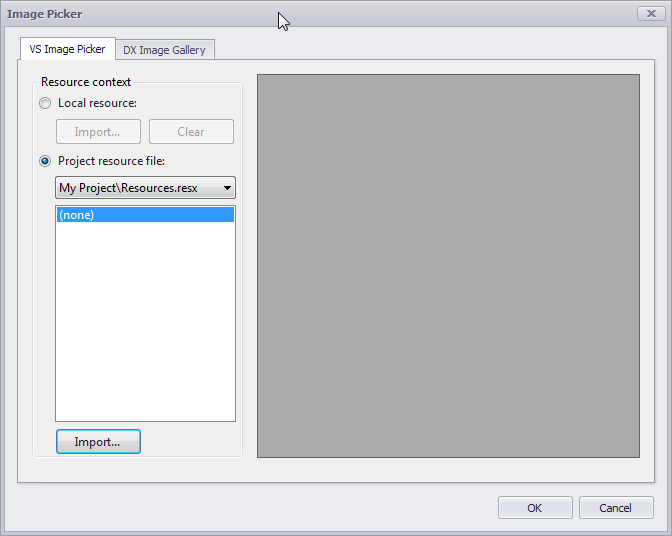 Image Picker
VS Image Picker
DX Image Gallery
Resource context
Local resource:
Import...
Clear
Project resource file:
My Project\Resources.resx
(none)
Import...
OK
Cancel